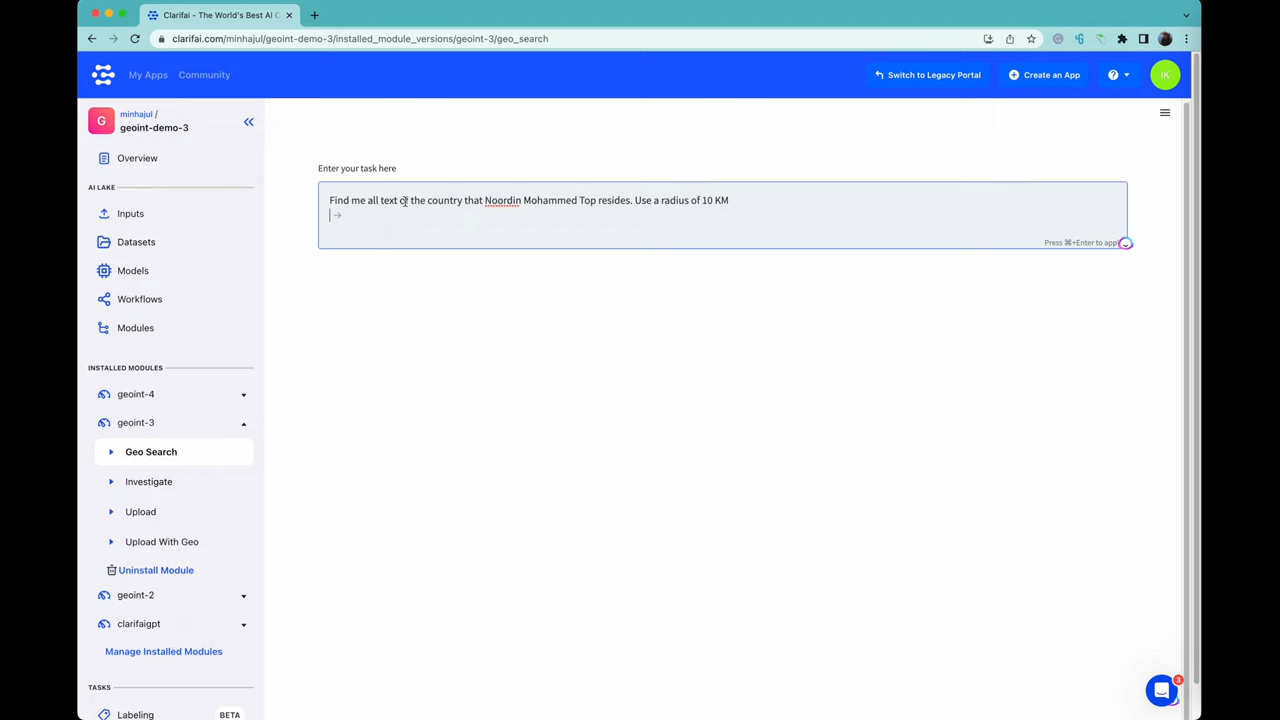 Clarifai - The World's Best AI C
clarifai.com/minhajul/geoint-demo-3/installed_module_versions/geoint-3/geo_search
My Apps
Community
Switch to Legacy Portal
Create an App
?
IK
G
minhajul /
geoint-demo-3
Overview
AI LAKE
Inputs
Datasets
Models
Workflows
Modules
INSTALLED MODULES
geoint-4
geoint-3
Geo Search
Investigate
Upload
Upload With Geo
Uninstall Module
geoint-2
clarifaigpt
Manage Installed Modules
TASKS
Labeling
BETA
Enter your task here
Find me all text of the country that Noordin Mohammed Top resides. Use a radius of 10 KM
Press ⌘+Enter to appl
3